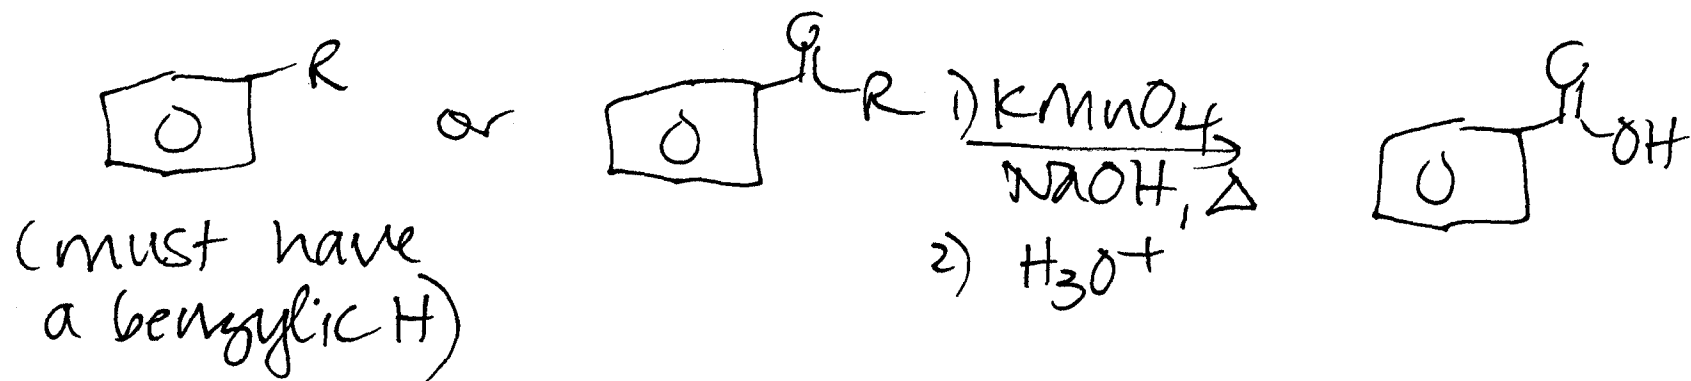 R or O R 1) KMnO4 O OH
NaOH, Δ
(must have 2) H3O+
a benzylic H)